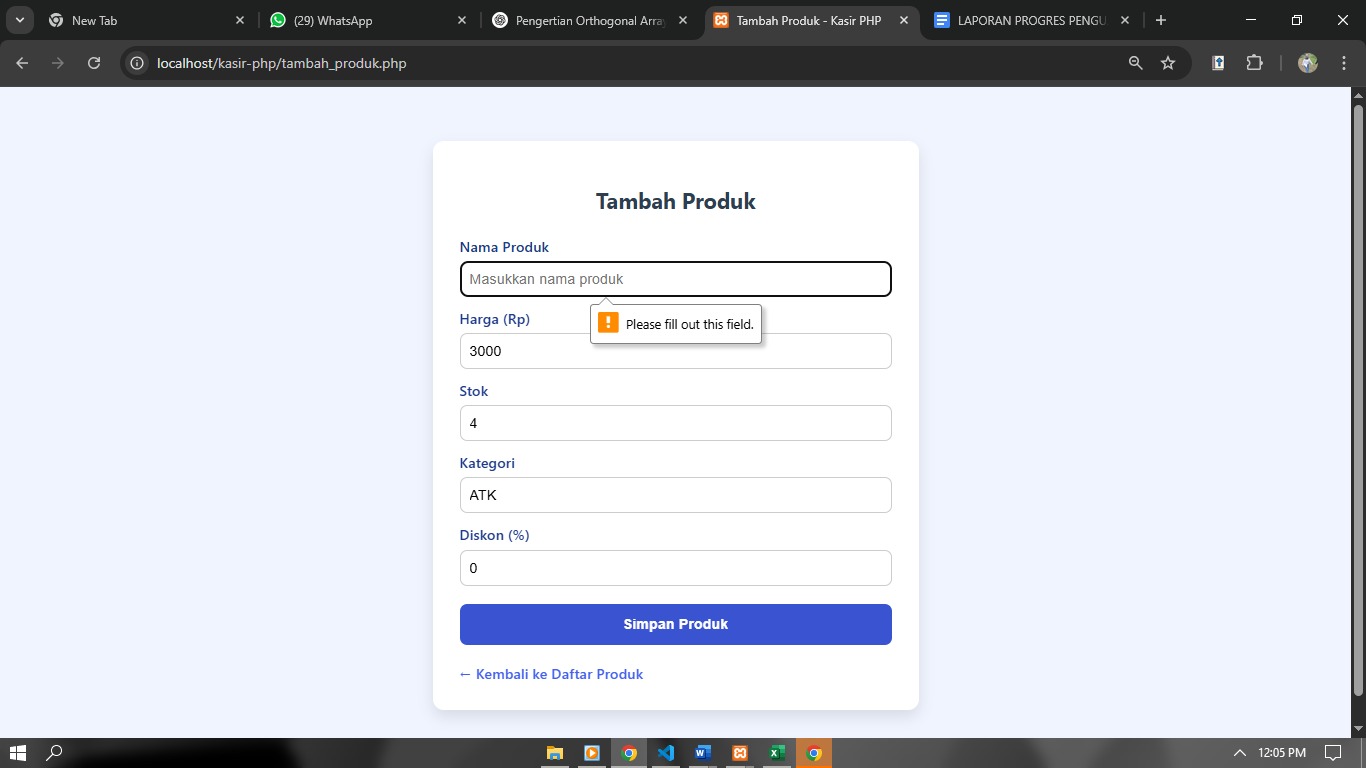 New Tab
(29) WhatsApp
Pengertian Orthogonal Array
Tambah Produk - Kasir PHP
LAPORAN PROGRES PENGU
localhost/kasir-php/tambah_produk.php
Tambah Produk
Nama Produk
Masukkan nama produk
Please fill out this field.
Harga (Rp)
3000
Stok
4
Kategori
ATK
Diskon (%)
0
Simpan Produk
← Kembali ke Daftar Produk
12:05 PM